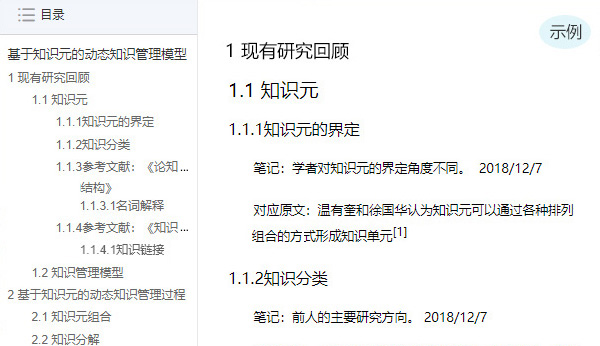 目录
基于知识元的动态知识管理模型
1 现有研究回顾
1.1 知识元
1.1.1知识元的界定
1.1.2知识分类
1.1.3参考文献：《论知...
结构》
1.1.3.1名词解释
1.1.4参考文献：《知识...
1.1.4.1知识链接
1.2 知识管理模型
2 基于知识元的动态知识管理过程
2.1 知识元组合
2.2 知识分解
示例
1 现有研究回顾
1.1 知识元
1.1.1知识元的界定
笔记：学者对知识元的界定角度不同。 2018/12/7
对应原文：温有奎和徐国华认为知识元可以通过各种排列
组合的方式形成知识单元[1]
1.1.2知识分类
笔记：前人的主要研究方向。 2018/12/7